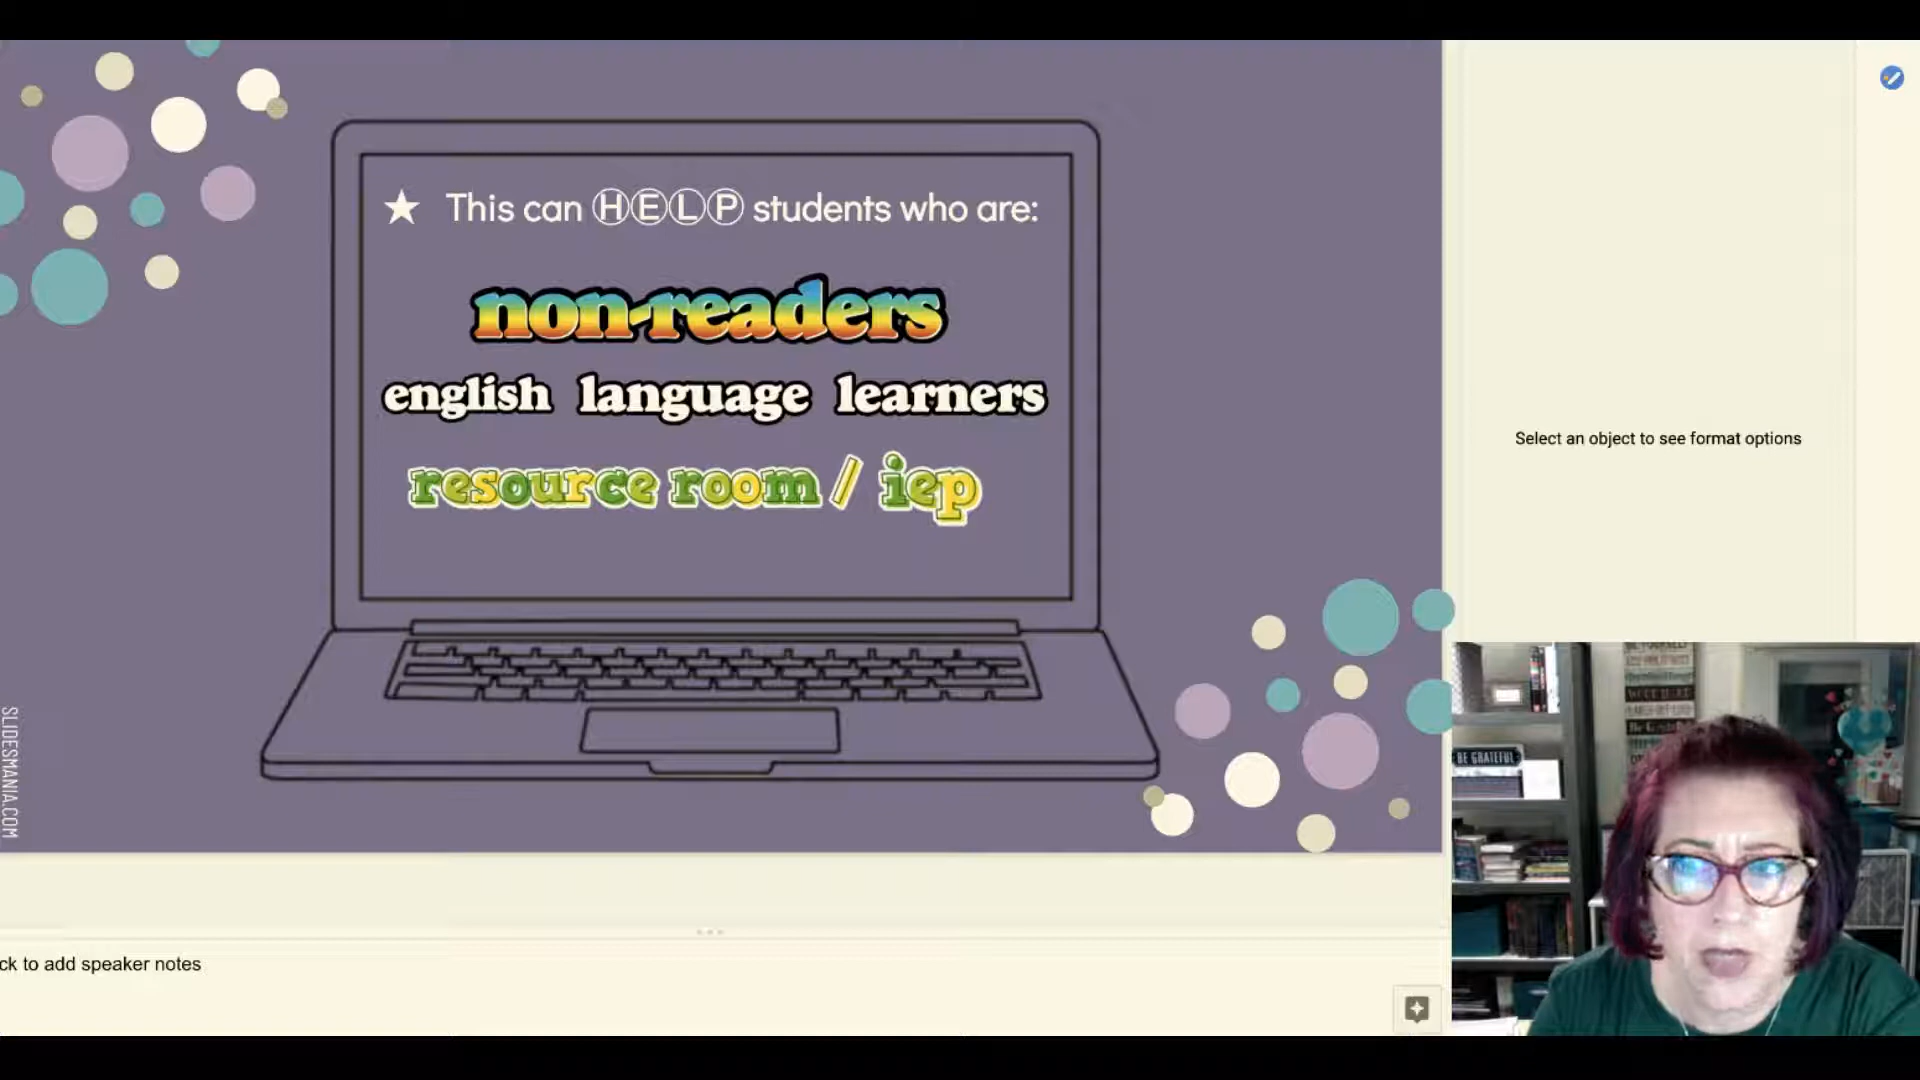 ★ This can ⒽⒺⓁⓅ students who are:
non-readers
english language learners
resource room / iep
SLIDESMANIA.COM
Select an object to see format options
ck to add speaker notes
BE GRATEFUL